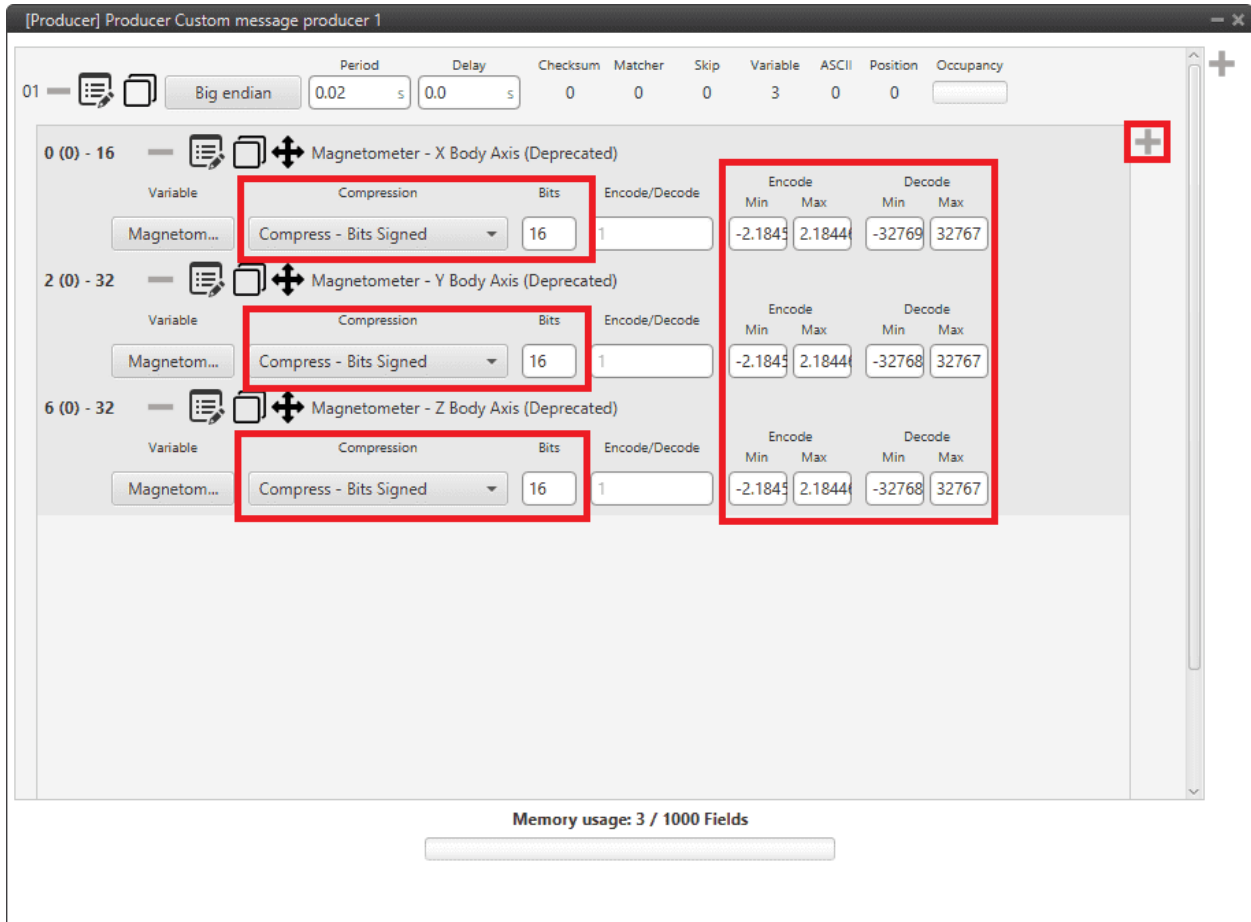 [Producer] Producer Custom message producer 1
Period Delay Checksum Matcher Skip Variable ASCII Position Occupancy
01 Big endian 0.02 s 0.0 s 0 0 0 3 0 0
0 (0) - 16 Magnetometer - X Body Axis (Deprecated)
Encode Decode
Variable Compression Bits Encode/Decode Min Max Min Max
Magnetom... Compress - Bits Signed 16 1 -2.1845 2.1844 -32769 32767
2 (0) - 32 Magnetometer - Y Body Axis (Deprecated)
Encode Decode
Variable Compression Bits Encode/Decode Min Max Min Max
Magnetom... Compress - Bits Signed 16 1 -2.1845 2.1844 -32768 32767
6 (0) - 32 Magnetometer - Z Body Axis (Deprecated)
Encode Decode
Variable Compression Bits Encode/Decode Min Max Min Max
Magnetom... Compress - Bits Signed 16 1 -2.1845 2.1844 -32768 32767
Memory usage: 3 / 1000 Fields